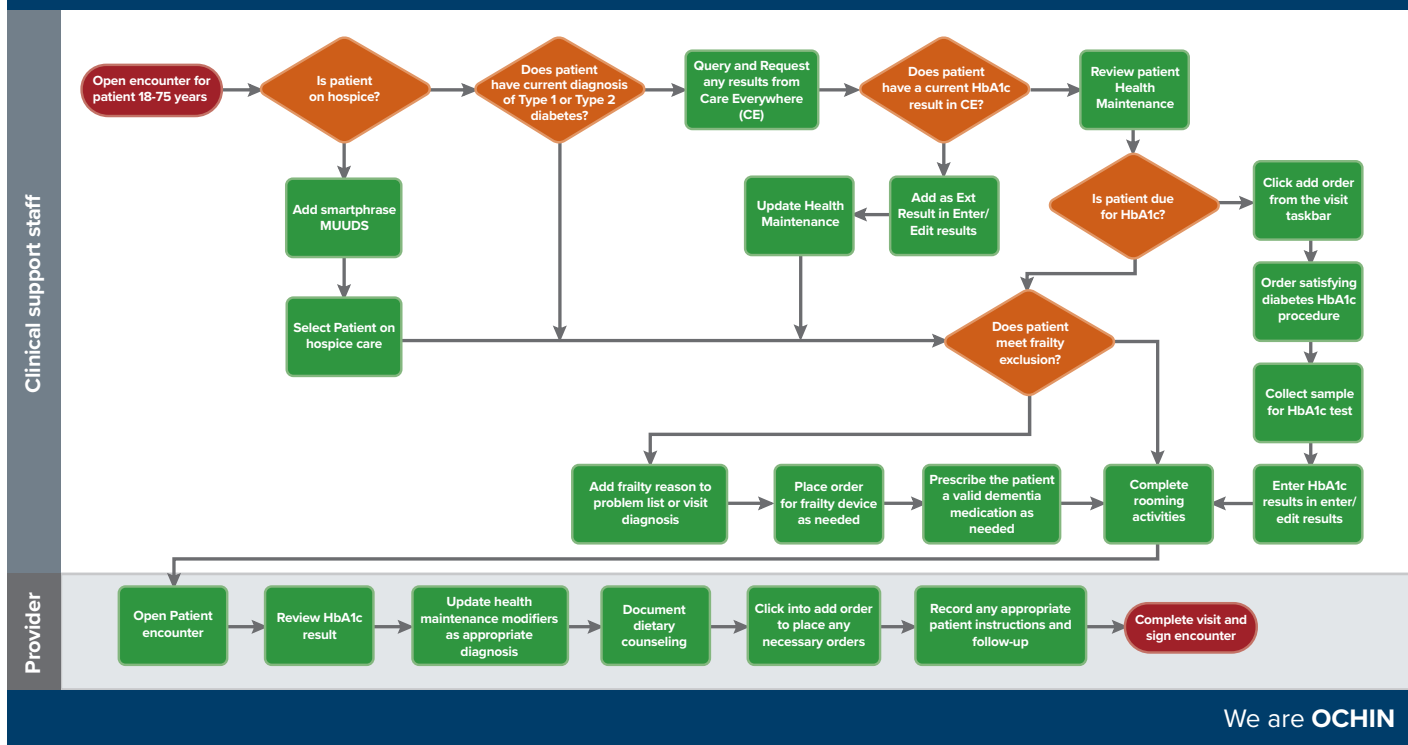 Open encounter for
patient 18-75 years
Is patient
on hospice?
Does patient
have current diagnosis
of Type 1 or Type 2
diabetes?
Query and Request
any results from
Care Everywhere
(CE)
Does patient
have a current HbA1c
result in CE?
Review patient
Health
Maintenance
Clinical support staff
Add smartphrase
MUUDS
Update Health
Maintenance
Add as Ext
Result in Enter/
Edit results
Is patient due
for HbA1c?
Click add order
from the visit
taskbar
Select Patient on
hospice care
Does patient
meet frailty
exclusion?
Order satisfying
diabetes HbA1c
procedure
Collect sample
for HbA1c test
Add frailty reason to
problem list or visit
diagnosis
Place order
for frailty device
as needed
Prescribe the patient
a valid dementia
medication as
needed
Complete
rooming
activities
Enter HbA1c
results in enter/
edit results
Provider
Open Patient
encounter
Review HbA1c
result
Update health
maintenance modifiers
as appropriate
diagnosis
Document
dietary
counseling
Click into add order
to place any
necessary orders
Record any appropriate
patient instructions and
follow-up
Complete visit and
sign encounter
We are OCHIN